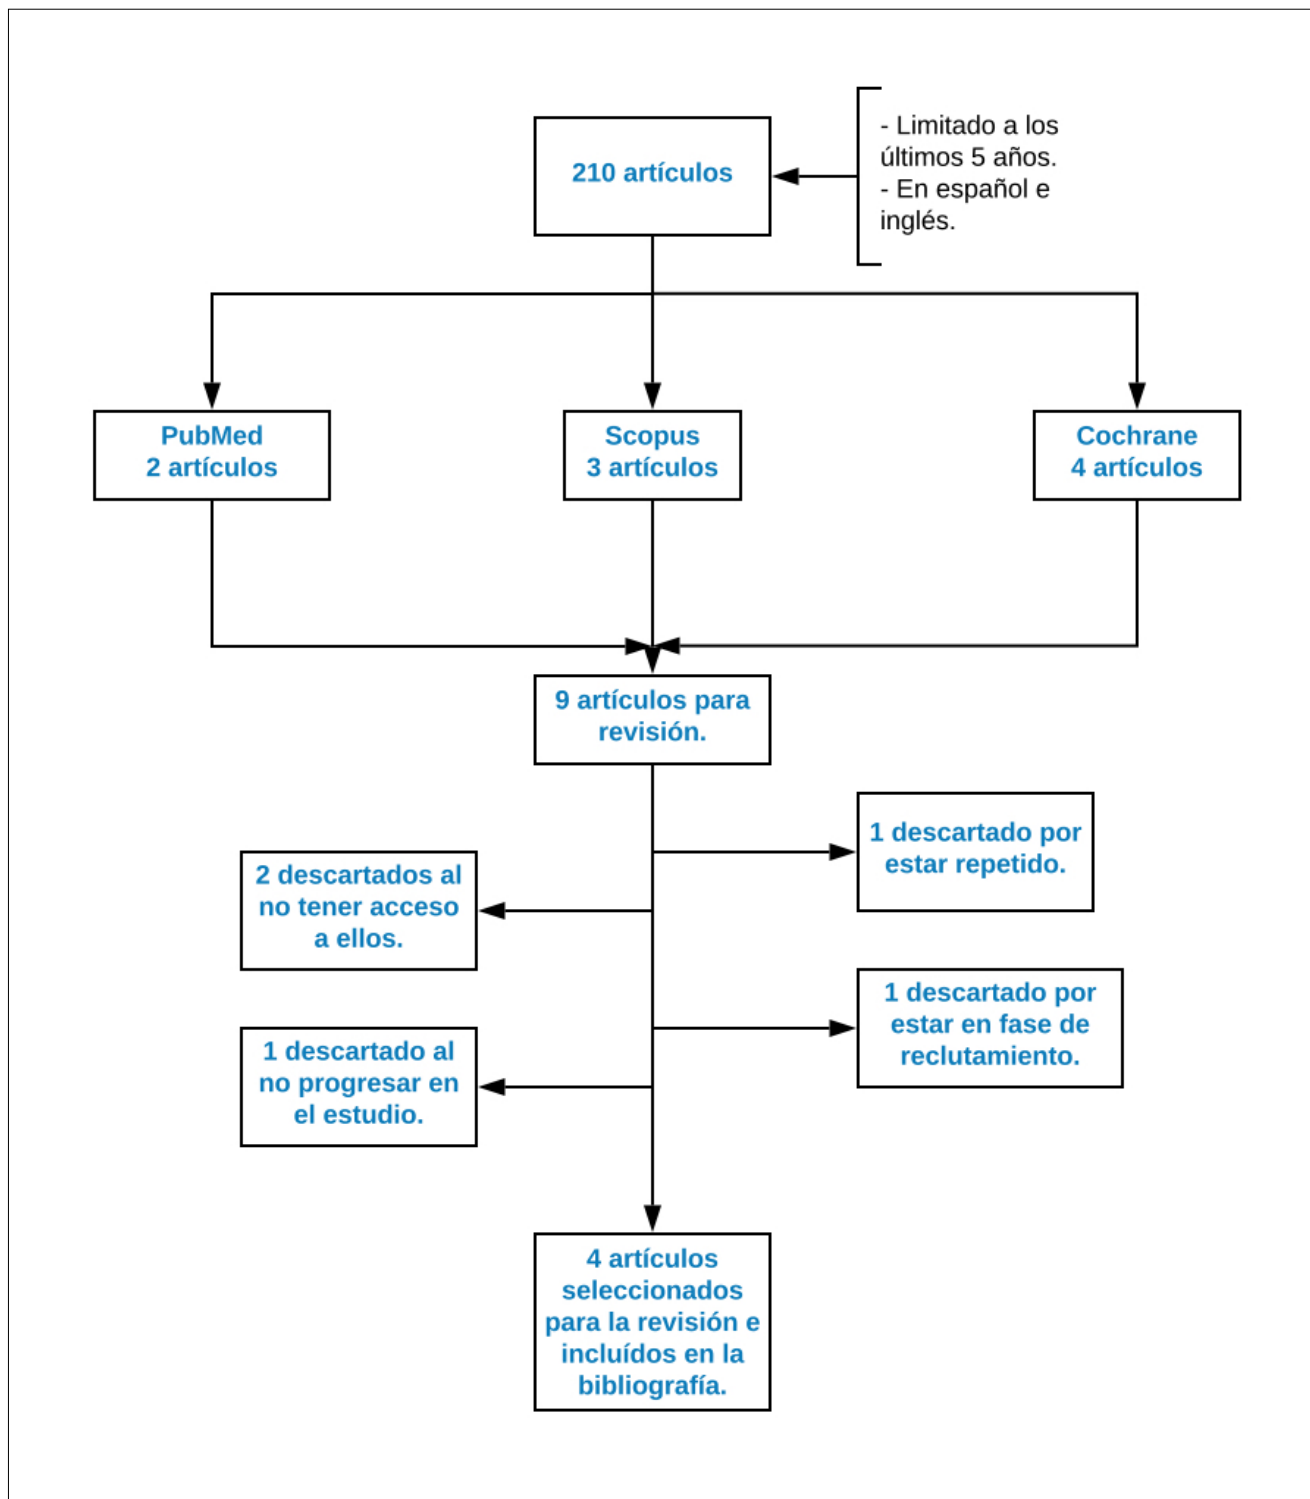 210 artículos
- Limitado a los
últimos 5 años.
- En español e
inglés.
PubMed
2 artículos
Scopus
3 artículos
Cochrane
4 artículos
9 artículos para
revisión.
1 descartado por
estar repetido.
2 descartados al
no tener acceso
a ellos.
1 descartado por
estar en fase de
reclutamiento.
1 descartado al
no progresar en
el estudio.
4 artículos
seleccionados
para la revisión e
incluídos en la
bibliografía.